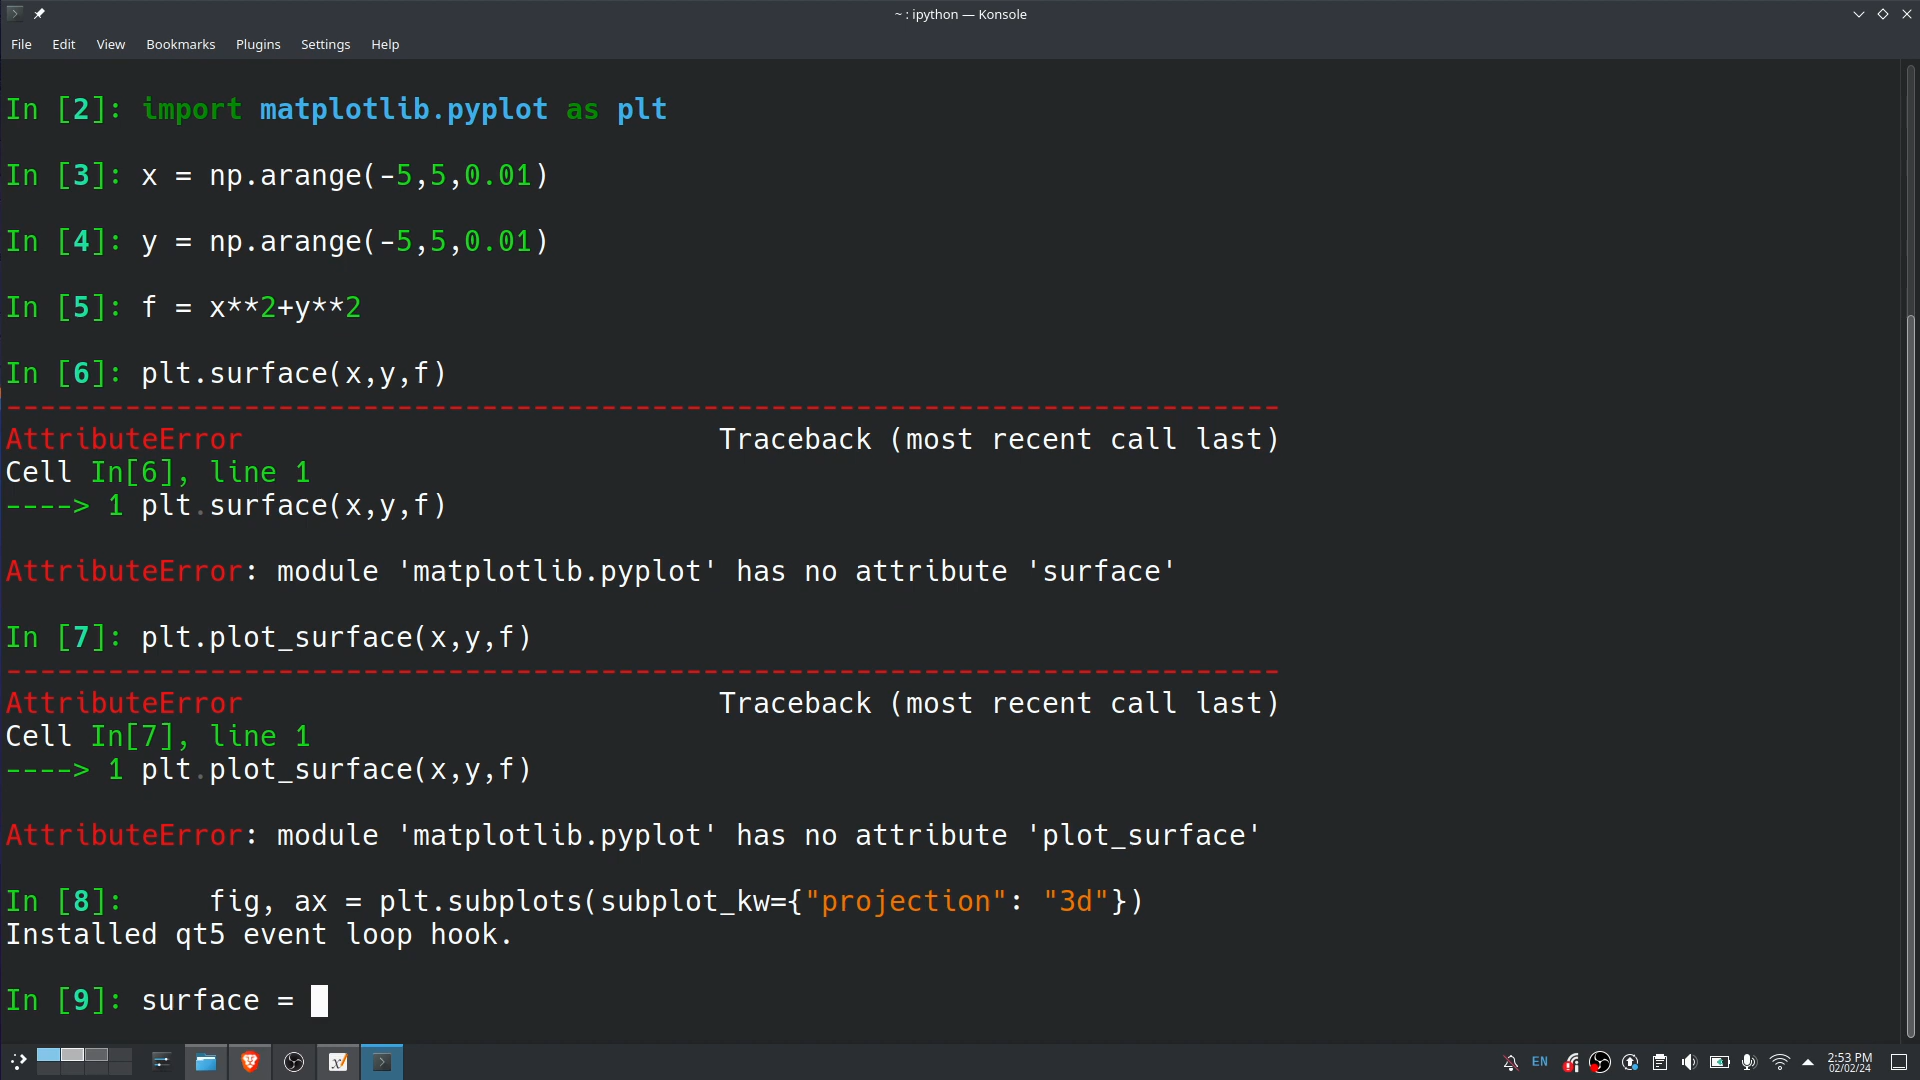 ~ : ipython — Konsole
File Edit View Bookmarks Plugins Settings Help
In [2]: import matplotlib.pyplot as plt
In [3]: x = np.arange(-5,5,0.01)
In [4]: y = np.arange(-5,5,0.01)
In [5]: f = x**2+y**2
In [6]: plt.surface(x,y,f)
---------------------------------------------------------------------------
AttributeError                            Traceback (most recent call last)
Cell In[6], line 1
----> 1 plt.surface(x,y,f)
AttributeError: module 'matplotlib.pyplot' has no attribute 'surface'
In [7]: plt.plot_surface(x,y,f)
---------------------------------------------------------------------------
AttributeError                            Traceback (most recent call last)
Cell In[7], line 1
----> 1 plt.plot_surface(x,y,f)
AttributeError: module 'matplotlib.pyplot' has no attribute 'plot_surface'
In [8]:     fig, ax = plt.subplots(subplot_kw={"projection": "3d"})
Installed qt5 event loop hook.
In [9]: surface =
EN
2:53 PM
02/02/24